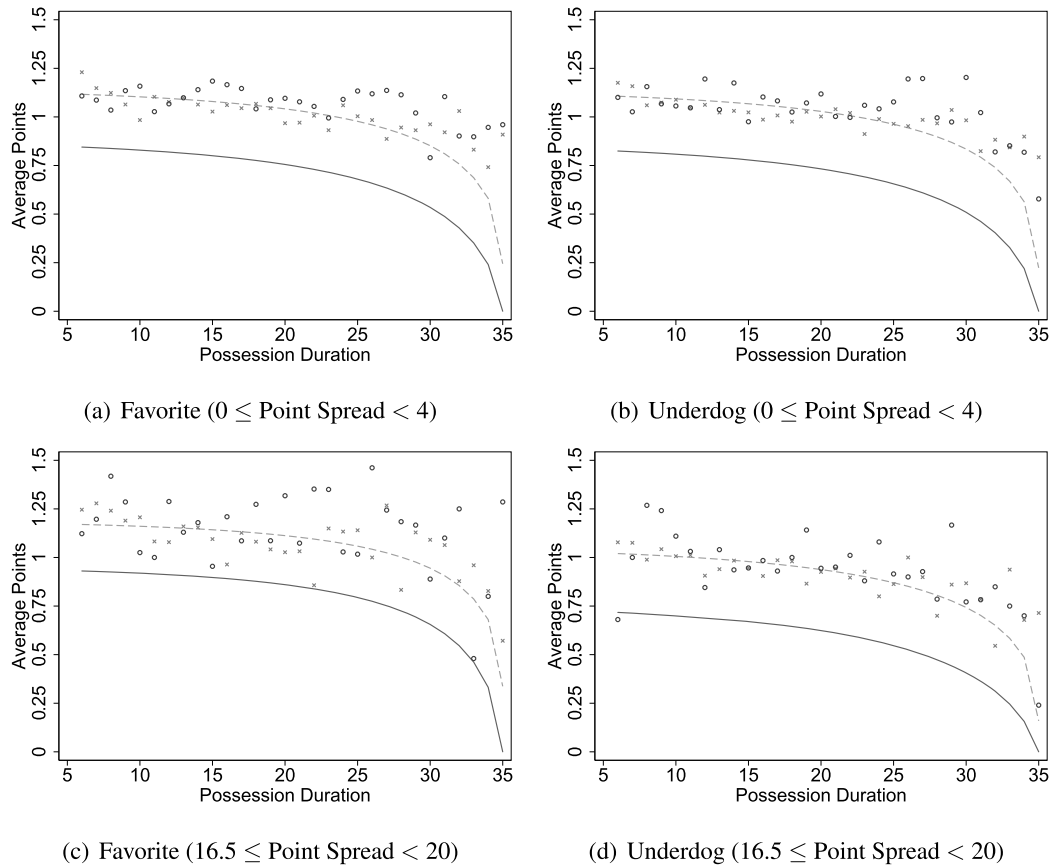 1.5
1.25
1
0.75
0.5
0.25
0
Average Points
5 10 15 20 25 30 35
Possession Duration
(a) Favorite (0 ≤ Point Spread < 4)
1.5
1.25
1
0.75
0.5
0.25
0
Average Points
5 10 15 20 25 30 35
Possession Duration
(b) Underdog (0 ≤ Point Spread < 4)
1.5
1.25
1
0.75
0.5
0.25
0
Average Points
5 10 15 20 25 30 35
Possession Duration
(c) Favorite (16.5 ≤ Point Spread < 20)
1.5
1.25
1
0.75
0.5
0.25
0
Average Points
5 10 15 20 25 30 35
Possession Duration
(d) Underdog (16.5 ≤ Point Spread < 20)